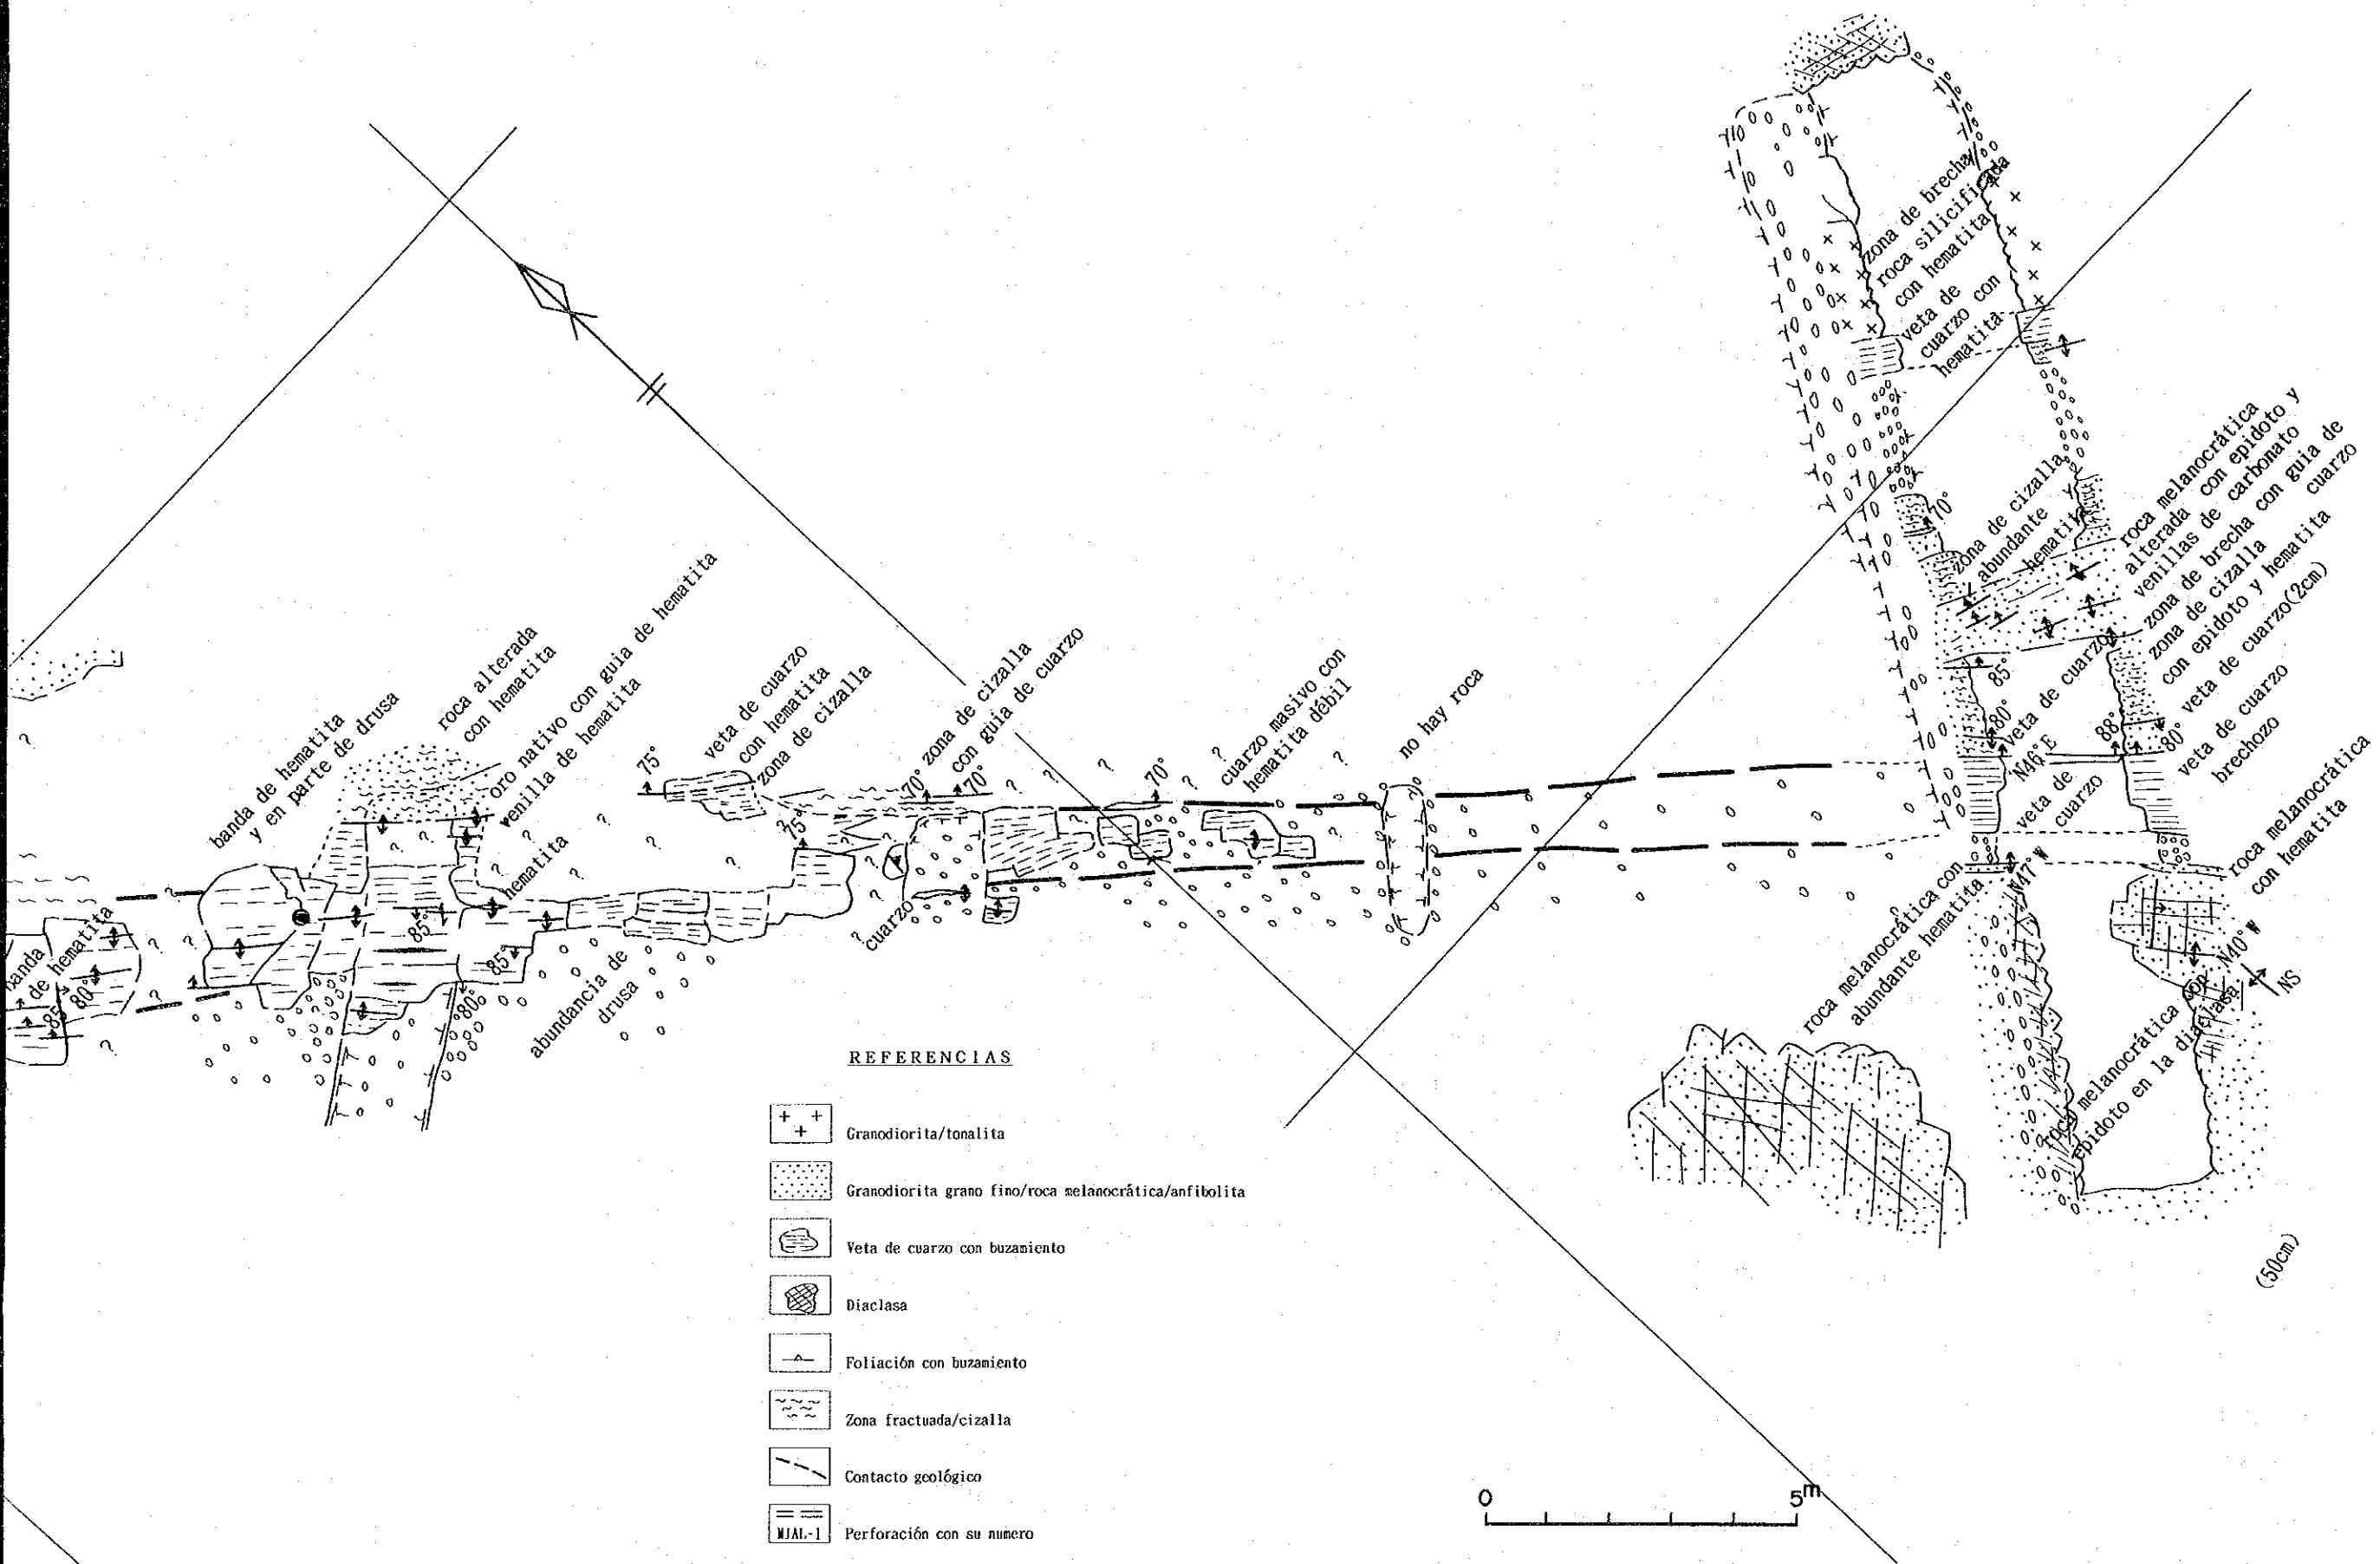 zona de brecha
roca silicificada
con hematita
veta de
cuarzo con
hematita
70°
zona de cizalla
abundante
hematita
roca melanocrática
alterada con epidoto y
venillas de carbonato
zona de brecha con guia de
cuarzo
zona de cizalla
con epidoto y hematita
85°
80°
veta de cuarzo
N46°E
88°
80°
veta de cuarzo(2cm)
veta de cuarzo
brechozo
veta de
cuarzo
N47°W
roca melanocrática
con hematita
roca melanocrática con
abundante hematita
N40°W
NS
roca melanocrática con
epidoto en la diaclasa
(50cm)
banda de hematita
y en parte de drusa
roca alterada
con hematita
oro nativo con guia de hematita
venilla de hematita
hematita
75°
veta de cuarzo
con hematita
zona de cizalla
75°
70°
zona de cizalla
con guia de cuarzo
70°
70°
cuarzo masivo con
hematita débil
no hay roca
banda
de hematita
85°
80°
85°
85°
80°
abundancia de
drusa
cuarzo
REFERENCIAS
Granodiorita/tonalita
Granodiorita grano fino/roca melanocrática/anfibolita
Veta de cuarzo con buzamiento
Diaclasa
Foliación con buzamiento
Zona fractuada/cizalla
Contacto geológico
MJAL-1 Perforación con su numero
0 5m